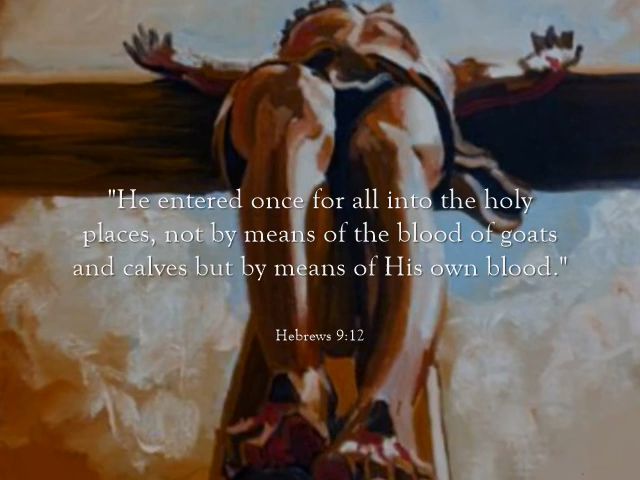 "He entered once for all into the holy
places, not by means of the blood of goats
and calves but by means of His own blood."
Hebrews 9:12